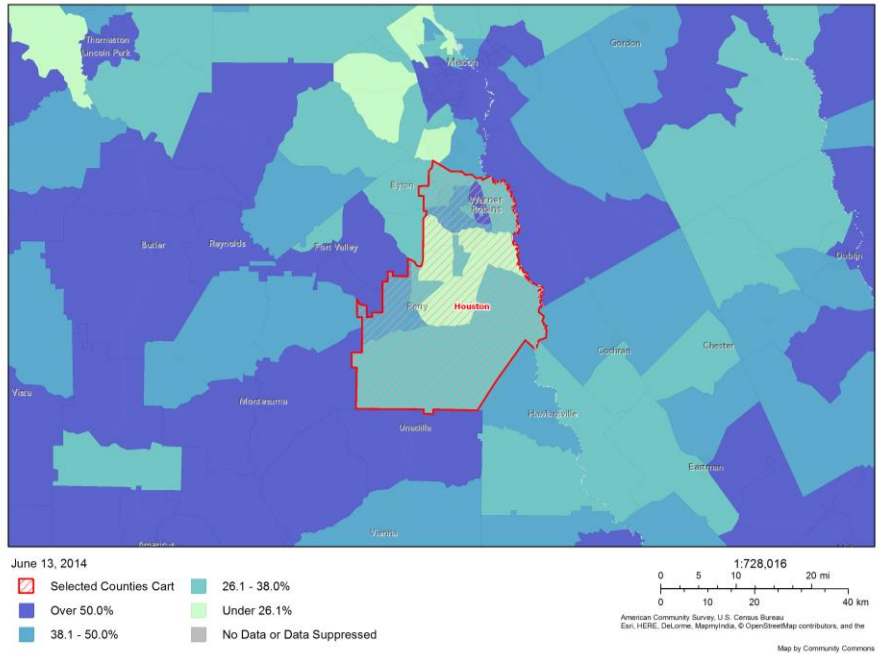 Thomaston
Lincoln Park
Gordon
Macon
Byron
Warner
Robins
Butler
Reynolds
Fort Valley
Dublin
Perry
Houston
Cochran
Chester
Vista
Montezuma
Hawkinsville
Unadilla
Eastman
Vienna
Americus
June 13, 2014
Selected Counties Cart
Over 50.0%
38.1 - 50.0%
26.1 - 38.0%
Under 26.1%
No Data or Data Suppressed
1:728,016
0 5 10 20 mi
0 10 20 40 km
American Community Survey, U.S. Census Bureau
Esri, HERE, DeLorme, MapmyIndia, © OpenStreetMap contributors, and the
Map by Community Commons